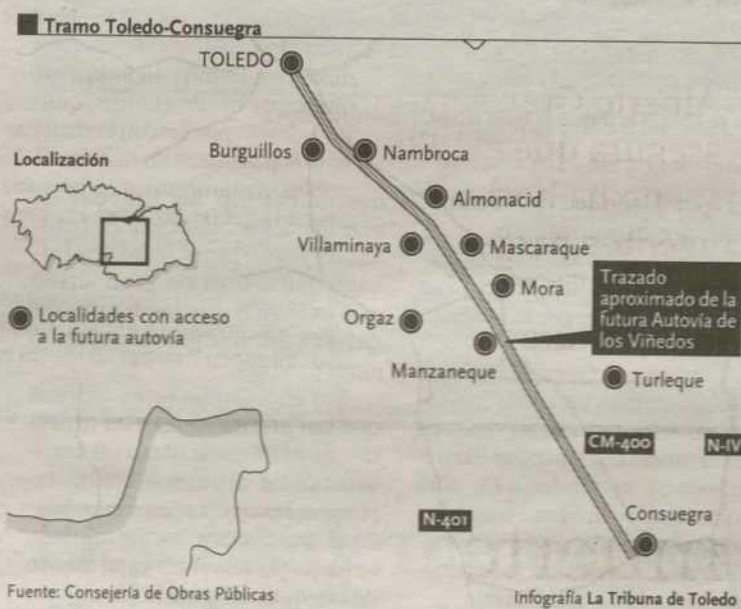 Tramo Toledo-Consuegra
TOLEDO
Burguillos
Nambroca
Localización
Almonacid
Villaminaya
Mascaraque
Mora
Trazado
aproximado de la
futura Autovía de
los Viñedos
Localidades con acceso
a la futura autovía
Orgaz
Manzaneque
Turleque
CM-400
N-IV
N-401
Consuegra
Fuente: Consejería de Obras Públicas
Infografía La Tribuna de Toledo